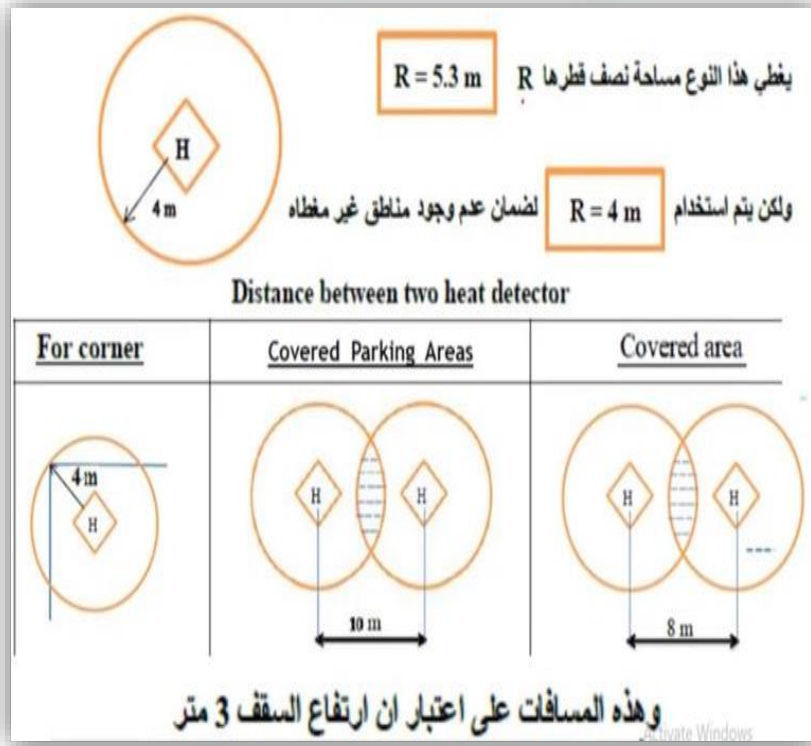 يغطي هذا النوع مساحة نصف قطرها R R = 5.3 m
H
4 m
ولكن يتم استخدام R = 4 m لضمان عدم وجود مناطق غير مغطاه
Distance between two heat detector
For corner Covered Parking Areas Covered area
4 m
H H H H H
10 m 8 m
وهذه المسافات على اعتبار ان ارتفاع السقف 3 متر
Activate Windows